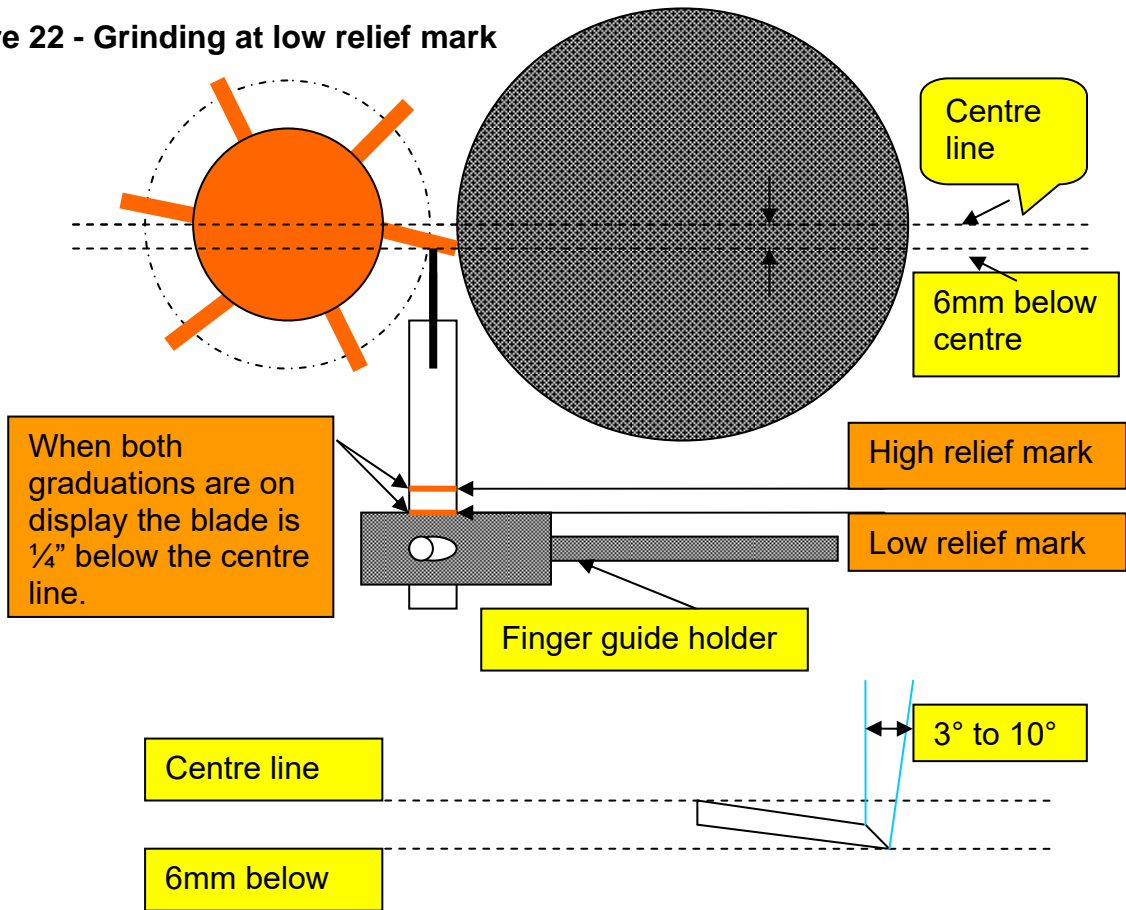 re 22 - Grinding at low relief mark
Centre
line
6mm below
centre
When both
graduations are on
display the blade is
¼” below the centre
line.
High relief mark
Low relief mark
Finger guide holder
3° to 10°
Centre line
6mm below